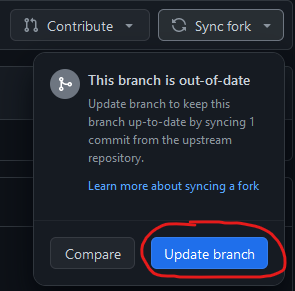 Contribute
Sync fork
This branch is out-of-date
Update branch to keep this
branch up-to-date by syncing 1
commit from the upstream
repository.
Learn more about syncing a fork
Compare
Update branch